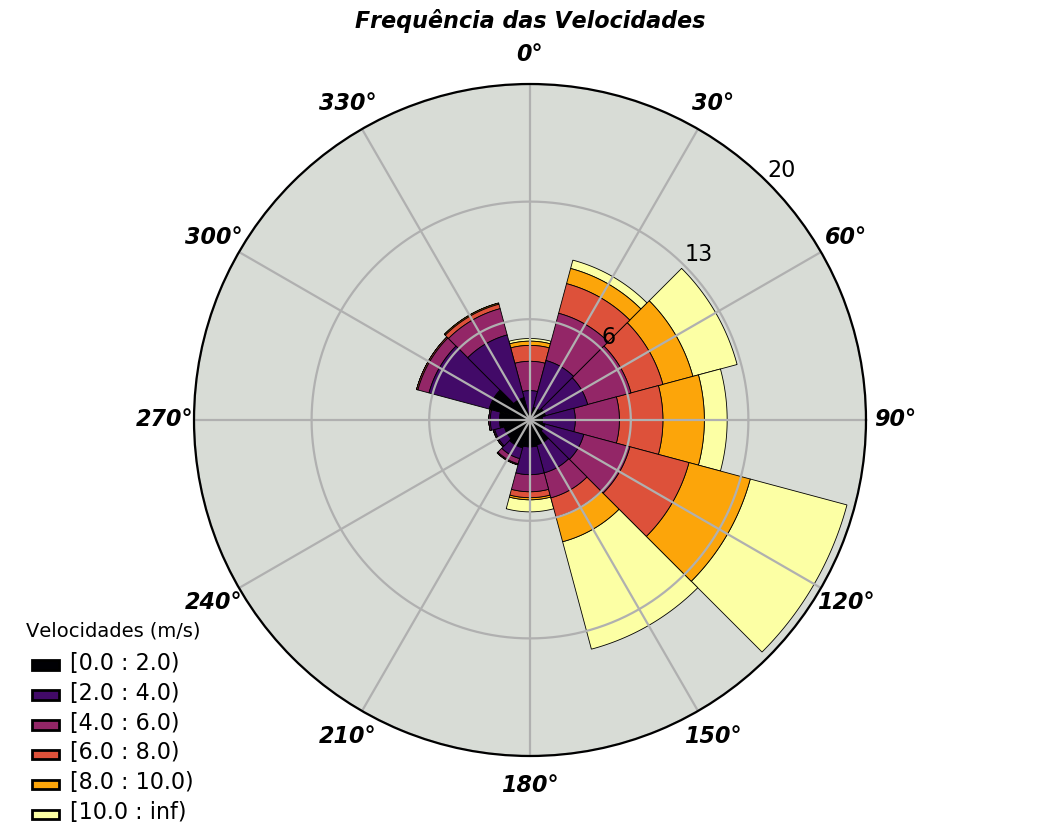 Frequência das Velocidades
0°
330°
30°
20
300°
60°
13
6
270°
90°
240°
120°
210°
150°
180°
Velocidades (m/s)
[0.0 : 2.0)
[2.0 : 4.0)
[4.0 : 6.0)
[6.0 : 8.0)
[8.0 : 10.0)
[10.0 : inf)